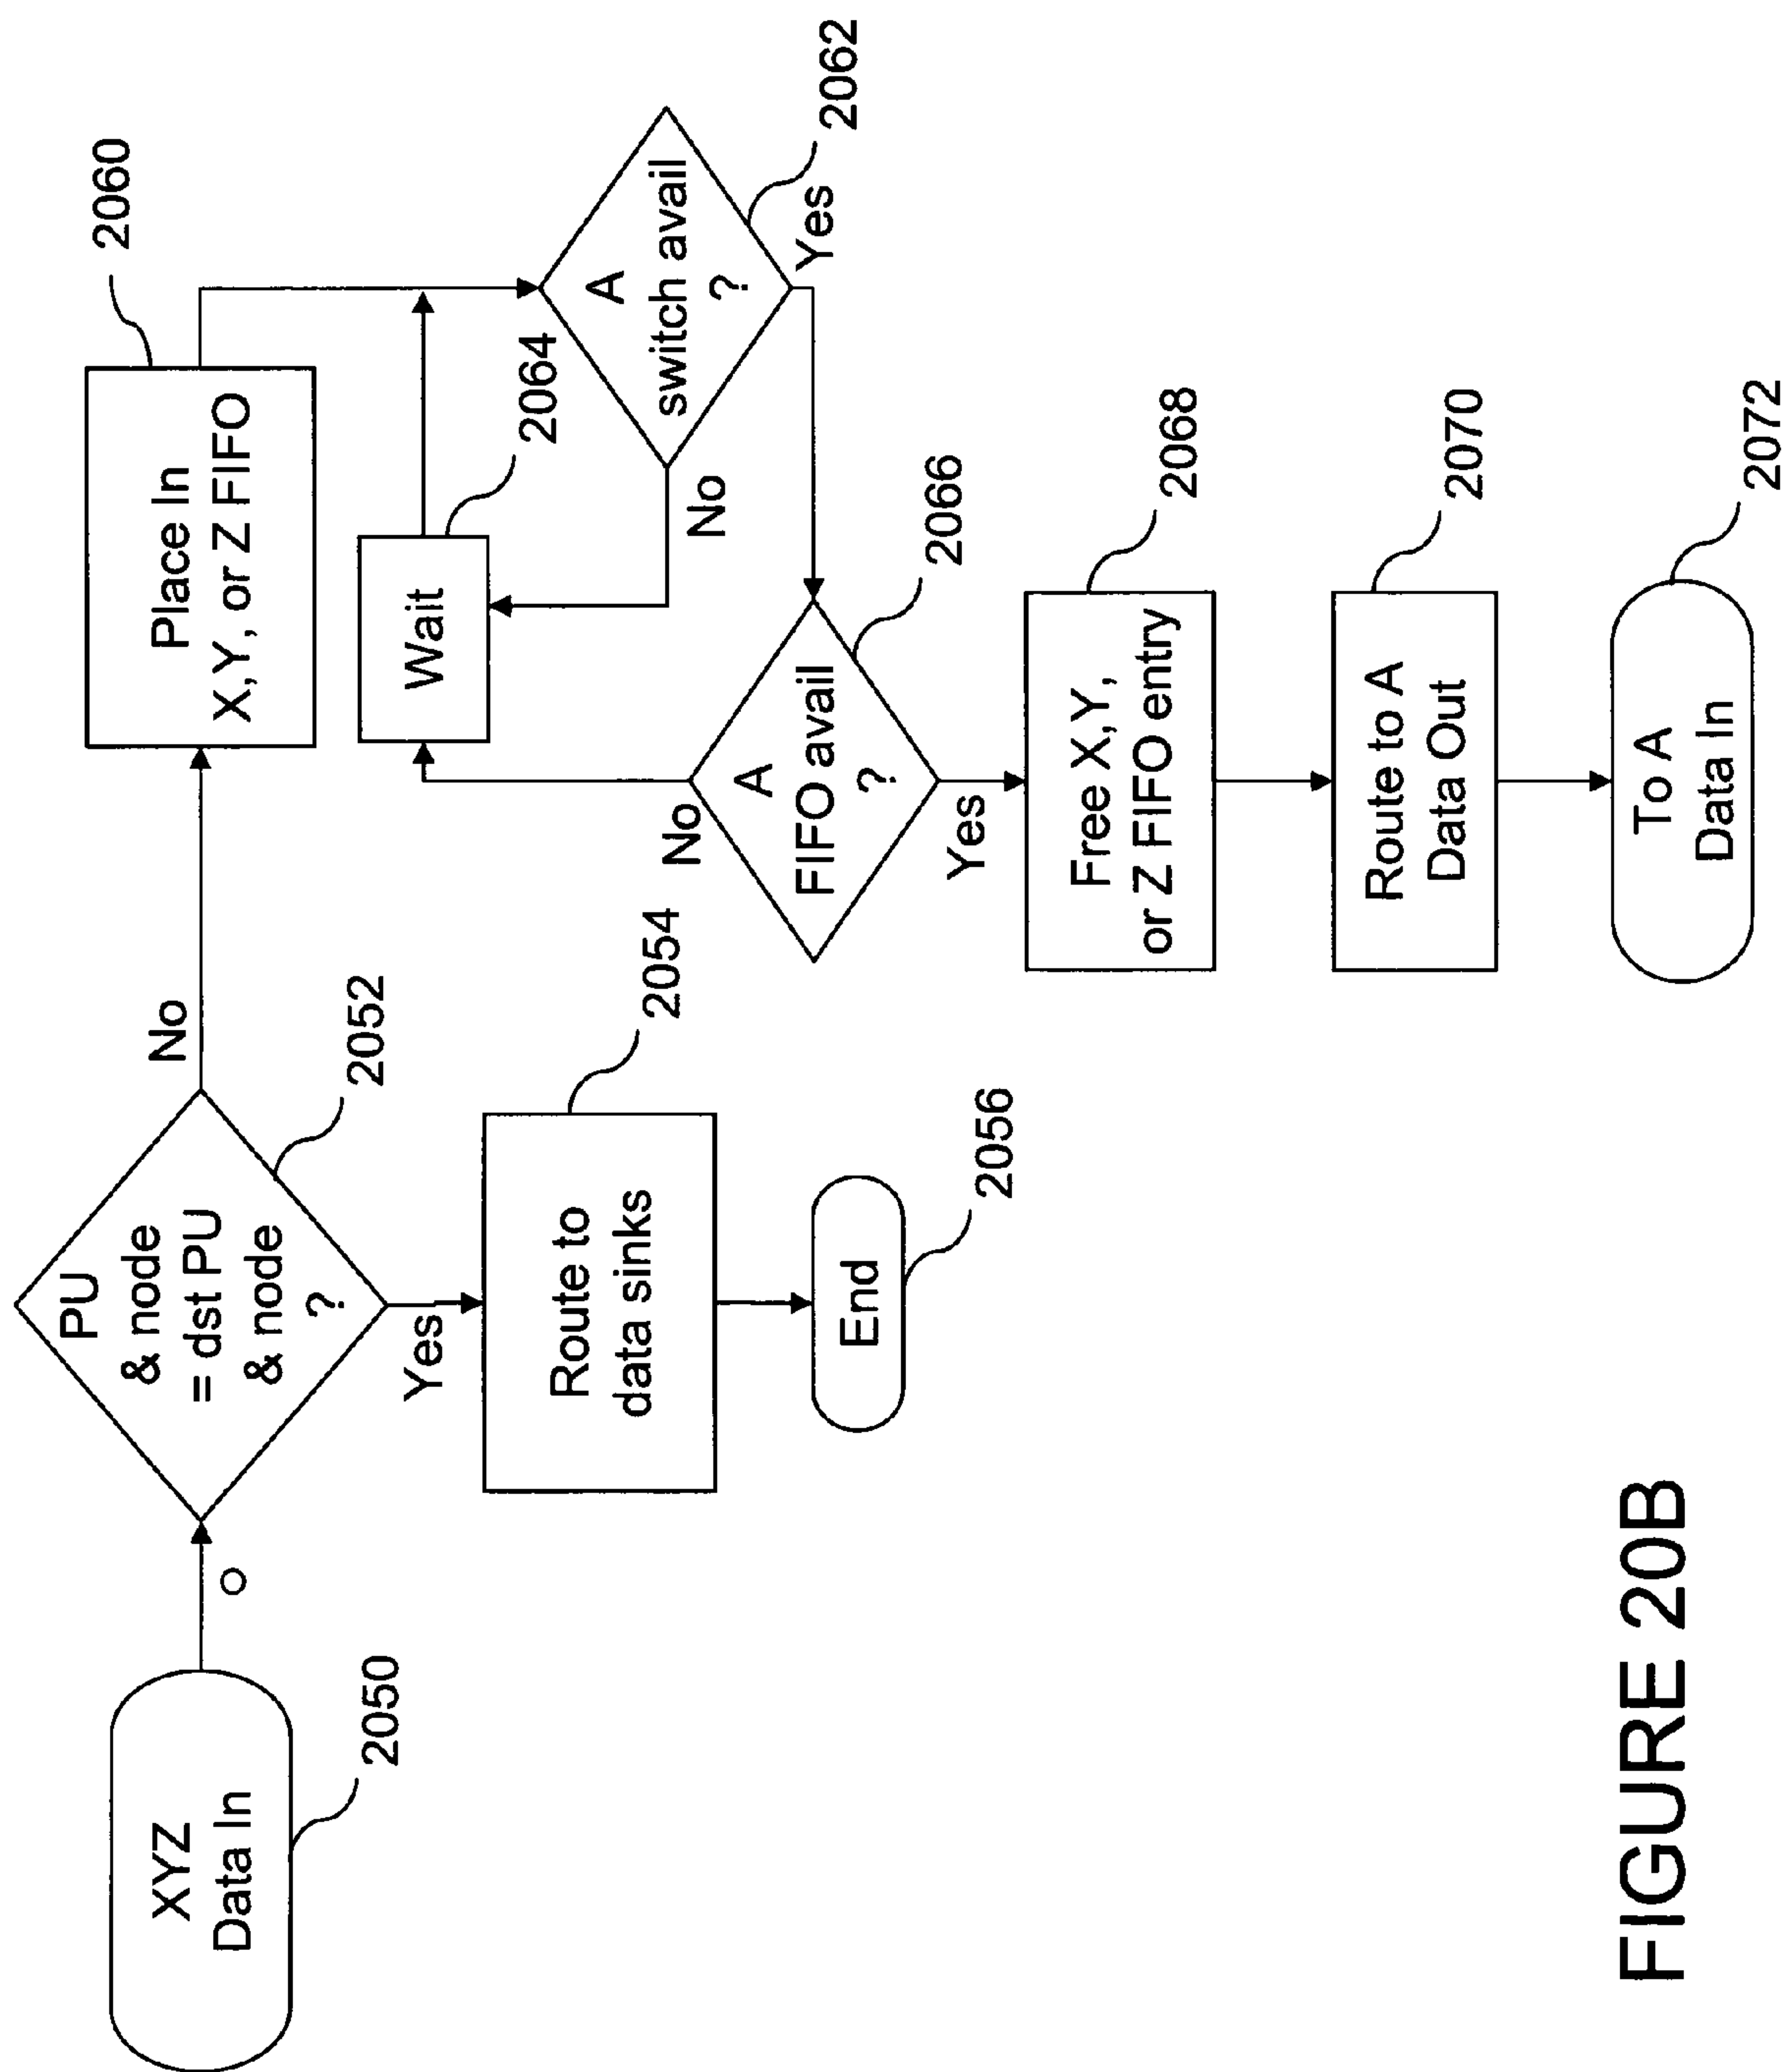 XYZ
Data In
2050
PU
& node
= dst PU
& node
?
2052
Yes
No
Route to
data sinks
2054
End
2056
Place In
X,Y, or Z FIFO
2060
A
switch avail
?
2062
No
Yes
Wait
2064
A
FIFO avail
?
2066
No
Yes
Free X,Y,
or Z FIFO entry
2068
Route to A
Data Out
2070
To A
Data In
2072
FIGURE 20B